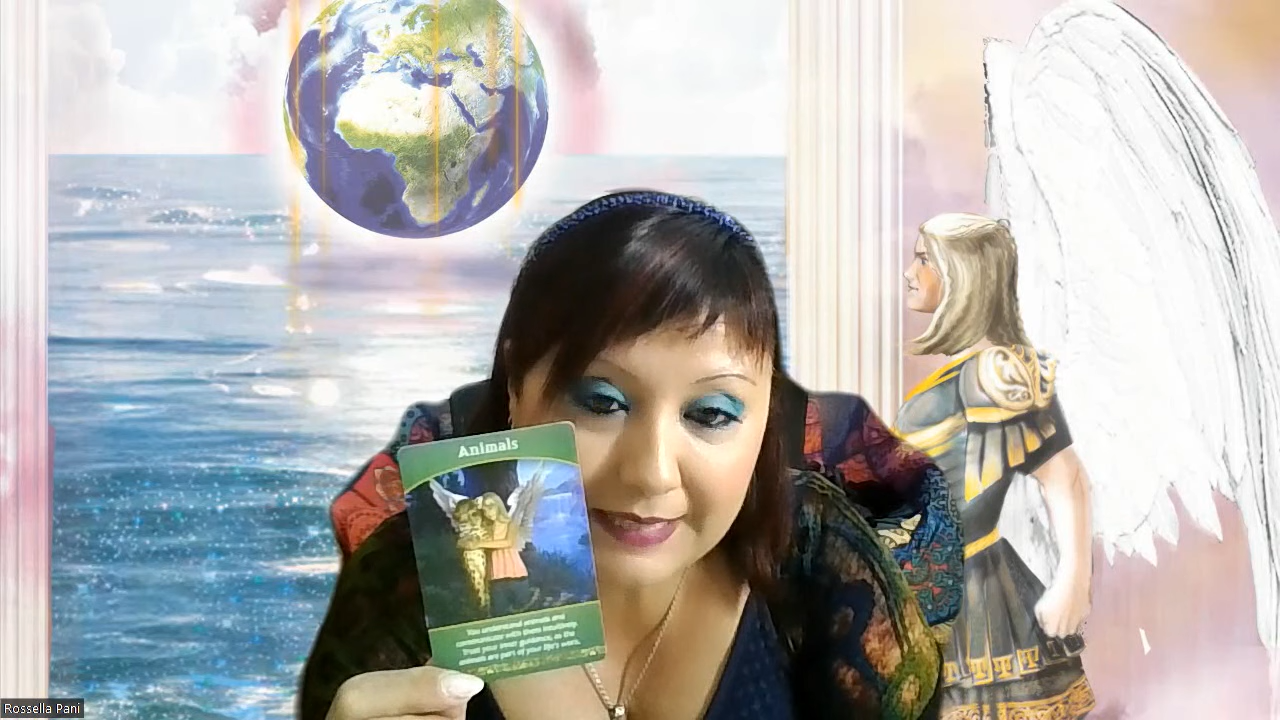 Animals
You understand animals and
communicate with them intuitively.
Trust your inner guidance, as the
animals are part of your life's work.
Rossella Pani